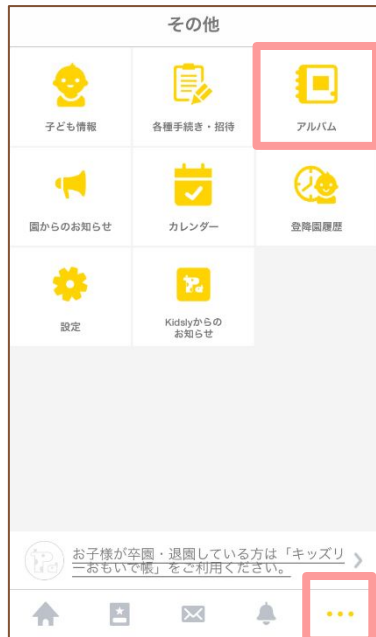 その他
子ども情報
各種手続き・招待
アルバム
園からのお知らせ
カレンダー
登降園履歴
設定
Kidslyからの
お知らせ
お子様が卒園・退園している方は「キッズリ
ーおもいで帳」をご利用ください。